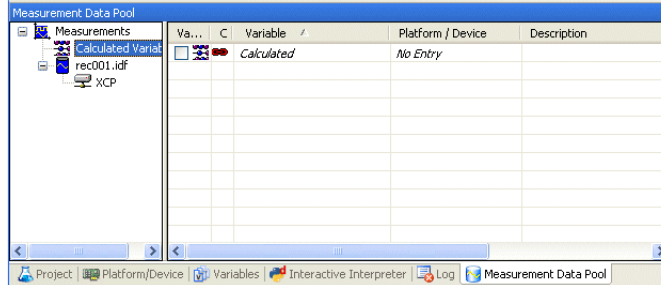 Measurement Data Pool
Measurements
Calculated Variab
rec001.idf
XCP
Va... C Variable Platform / Device Description
Calculated No Entry
Project Platform/Device Variables Interactive Interpreter Log Measurement Data Pool